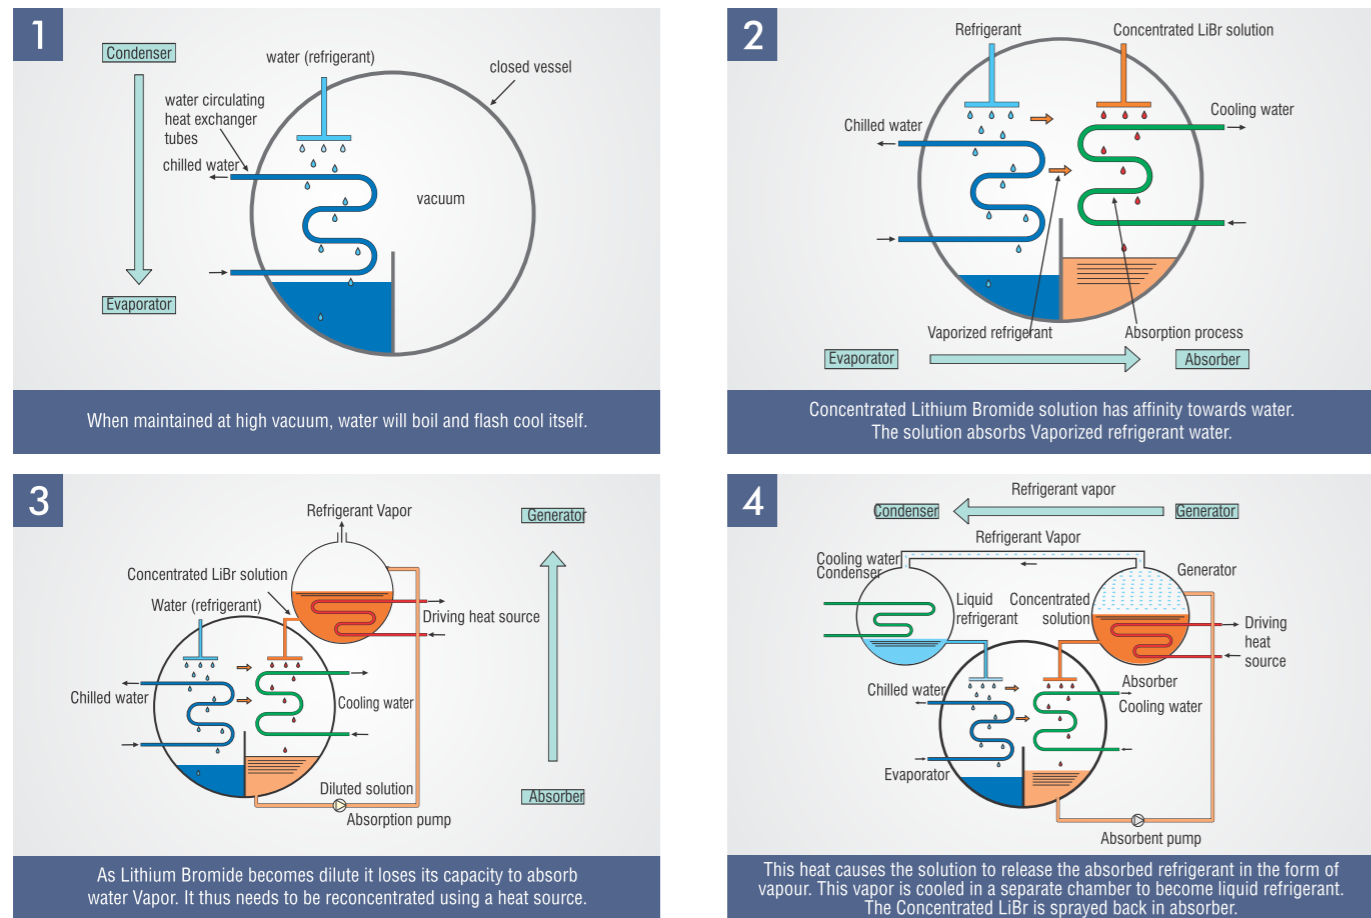 1
Condenser
water (refrigerant)
closed vessel
water circulating
heat exchanger
tubes
chilled water
vacuum
Evaporator
When maintained at high vacuum, water will boil and flash cool itself.
2
Refrigerant
Concentrated LiBr solution
Cooling water
Chilled water
Vaporized refrigerant
Absorption process
Evaporator
Absorber
Concentrated Lithium Bromide solution has affinity towards water.
The solution absorbs Vaporized refrigerant water.
3
Refrigerant Vapor
Generator
Concentrated LiBr solution
Water (refrigerant)
Driving heat source
Chilled water
Cooling water
Diluted solution
Absorption pump
Absorber
As Lithium Bromide becomes dilute it loses its capacity to absorb
water Vapor. It thus needs to be reconcentrated using a heat source.
4
Refrigerant vapor
Condenser
Generator
Refrigerant Vapor
Cooling water
Condenser
Generator
Liquid
refrigerant
Concentrated
solution
Driving
heat
source
Chilled water
Absorber
Cooling water
Evaporator
Absorbent pump
This heat causes the solution to release the absorbed refrigerant in the form of
vapour. This vapor is cooled in a separate chamber to become liquid refrigerant.
The Concentrated LiBr is sprayed back in absorber.